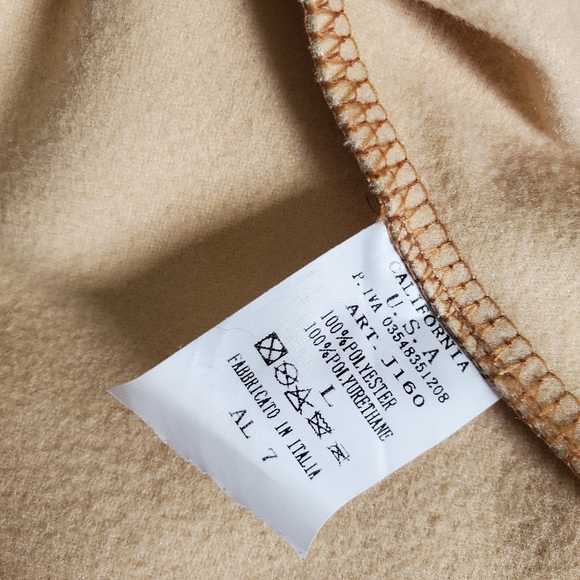 CALIFORNIA
U.S.A
P. IVA 03548351208
ART- J160
100%POLYESTER
100%POLYURETHANE
L
FABBRICATO IN ITALIA
AL 7